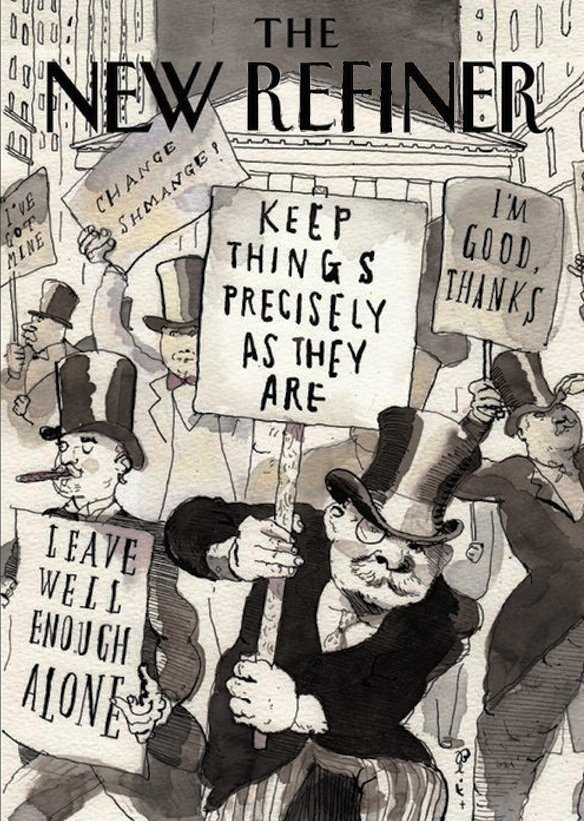 THE
NEW REFINER
I'VE
GOT
MINE
CHANGE
SHMANGE!
KEEP
THINGS
PRECISELY
AS THEY
ARE
I'M
GOOD,
THANKS
LEAVE
WELL
ENOUGH
ALONE